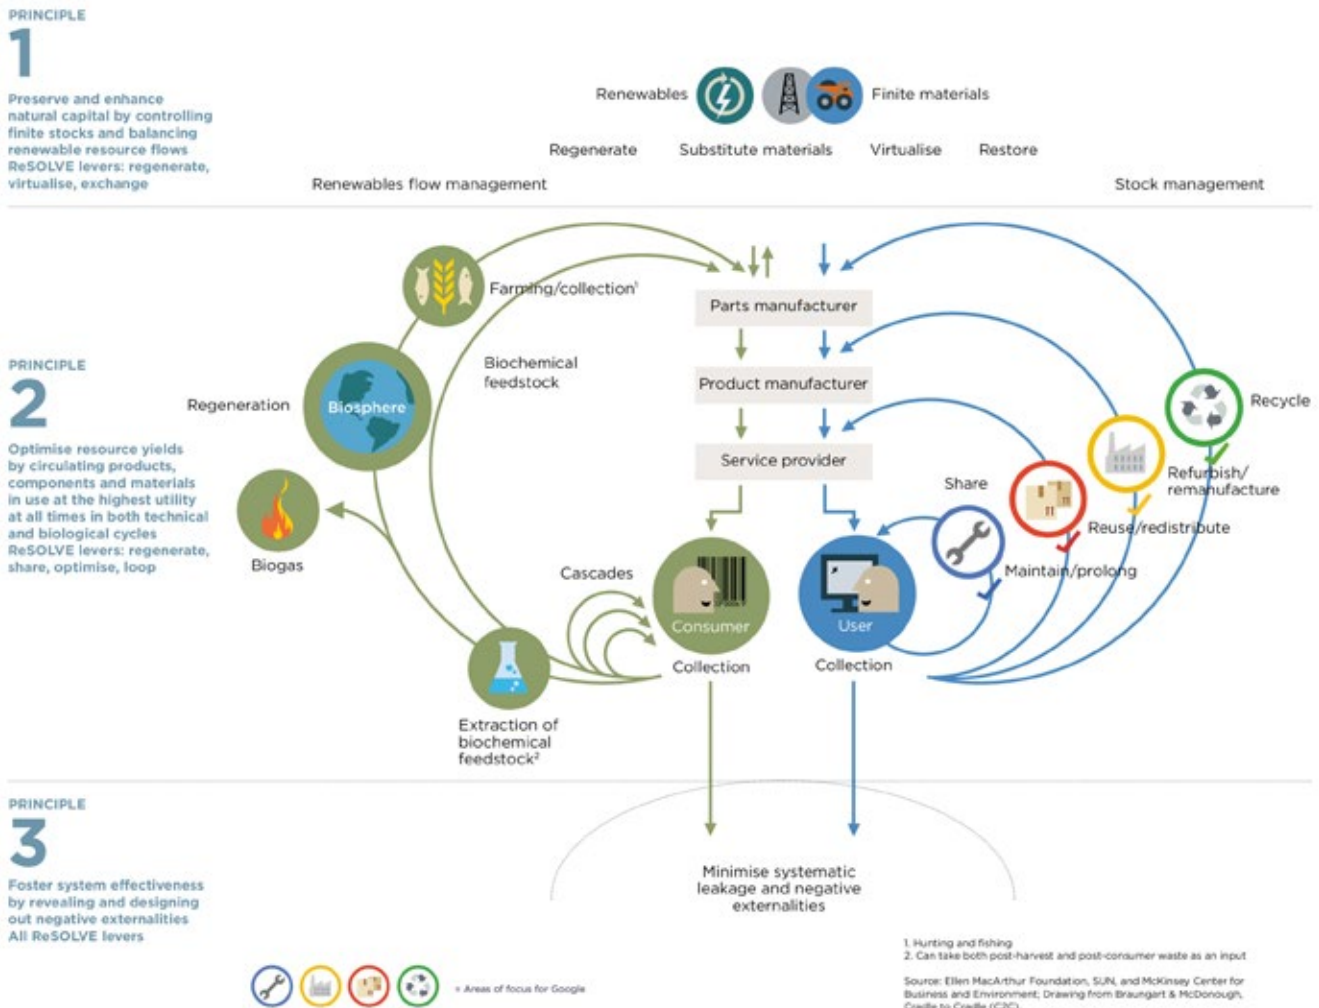 PRINCIPLE
1
Preserve and enhance
natural capital by controlling
finite stocks and balancing
renewable resource flows
ReSOLVE levers: regenerate,
virtualise, exchange
Renewables
Finite materials
Regenerate
Substitute materials
Virtualise
Restore
Renewables flow management
Stock management
PRINCIPLE
2
Optimise resource yields
by circulating products,
components and materials
in use at the highest utility
at all times in both technical
and biological cycles
ReSOLVE levers: regenerate,
share, optimise, loop
Farming/collection¹
Biochemical
feedstock
Regeneration
Biosphere
Biogas
Cascades
Extraction of
biochemical
feedstock²
Parts manufacturer
Product manufacturer
Service provider
Consumer
Collection
User
Collection
Share
Maintain/prolong
Reuse/redistribute
Refurbish/
remanufacture
Recycle
PRINCIPLE
3
Foster system effectiveness
by revealing and designing
out negative externalities
All ReSOLVE levers
Minimise systematic
leakage and negative
externalities
= Areas of focus for Google
1. Hunting and fishing
2. Can take both post-harvest and post-consumer waste as an input
Source: Ellen MacArthur Foundation, SUN, and McKinsey Center for
Business and Environment; Drawing from Braungart & McDonough,
Cradle to Cradle (C2C)